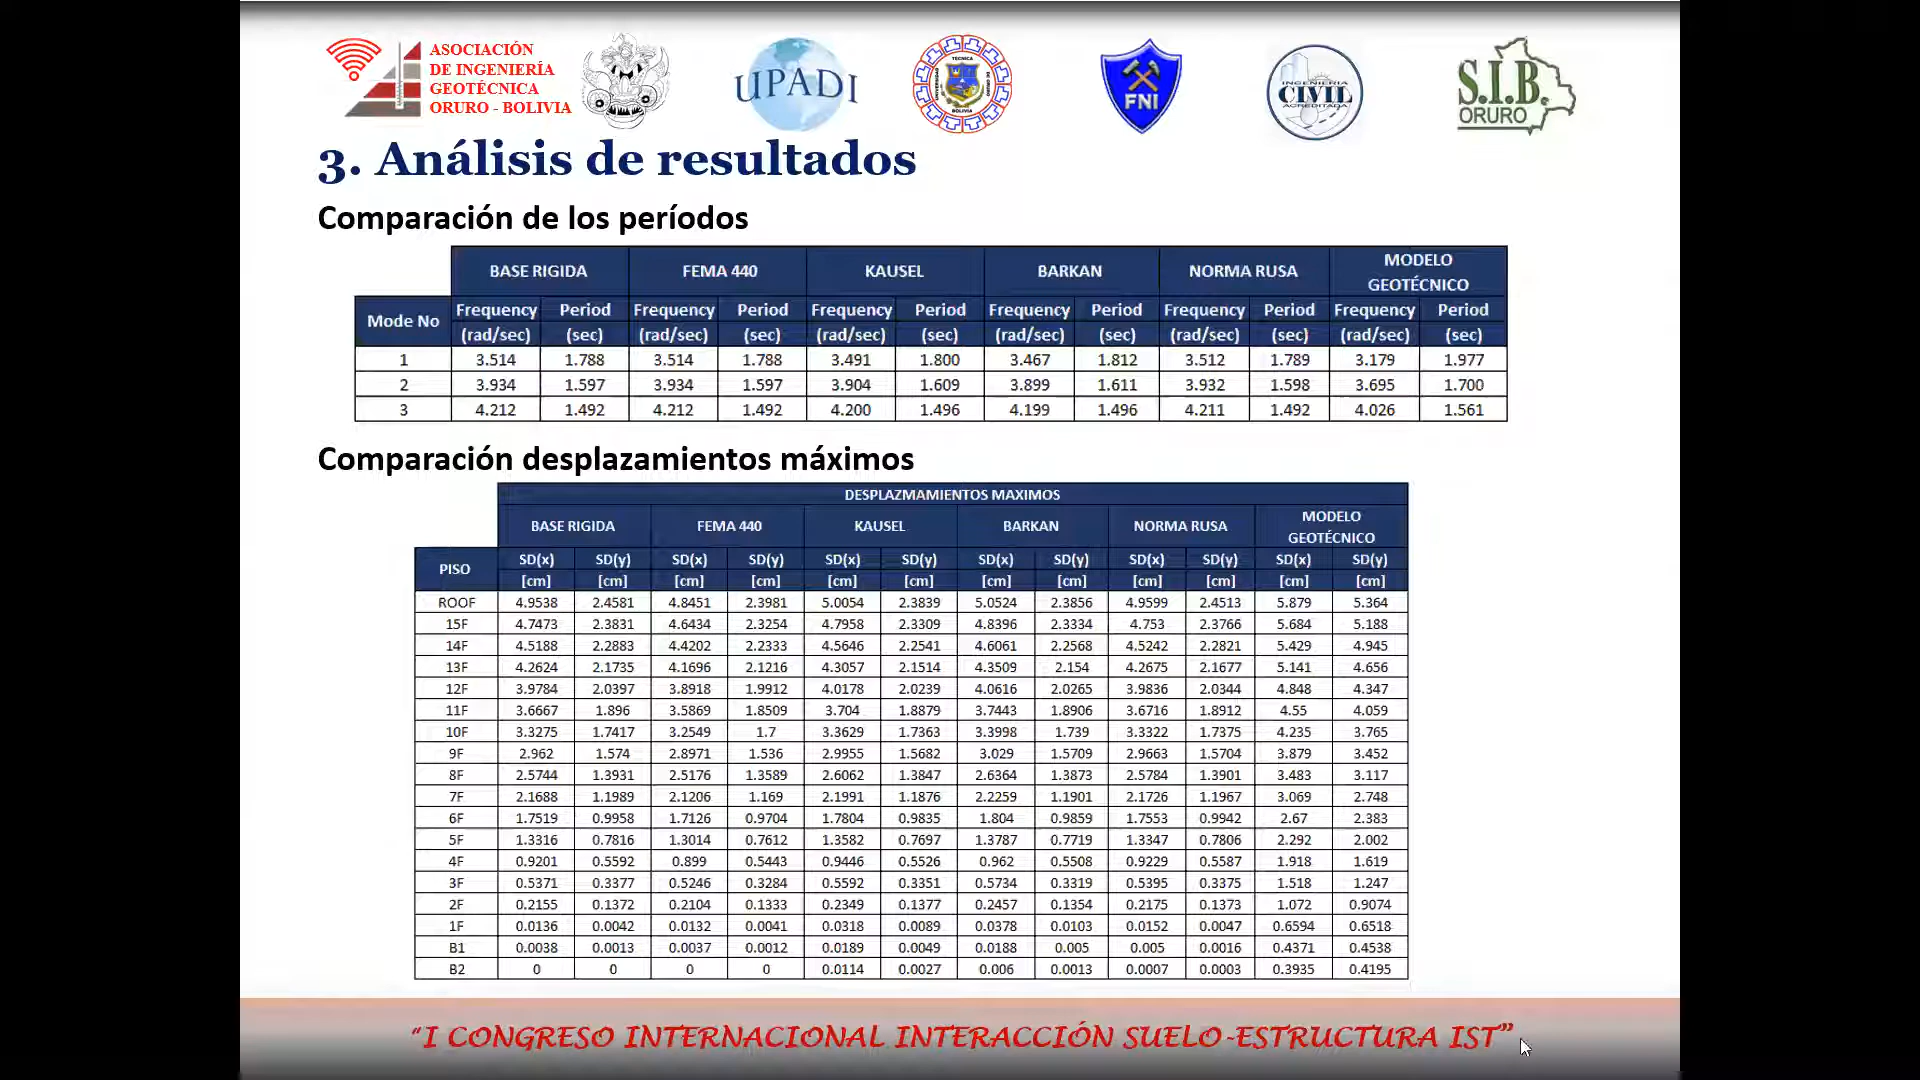 ASOCIACIÓN
DE INGENIERÍA
GEOTÉCNICA
ORURO - BOLIVIA
UPADI
TECNICA
UNIVERSIDAD
DE ORURO
BOLIVIA
FNI
INGENIERIA
CIVIL
ACREDITADA
S.I.B.
ORURO
3. Análisis de resultados
Comparación de los períodos
BASE RIGIDA FEMA 440 KAUSEL BARKAN NORMA RUSA MODELO GEOTÉCNICO
Mode No Frequency Period Frequency Period Frequency Period Frequency Period Frequency Period Frequency Period
(rad/sec) (sec) (rad/sec) (sec) (rad/sec) (sec) (rad/sec) (sec) (rad/sec) (sec) (rad/sec) (sec)
1 3.514 1.788 3.514 1.788 3.491 1.800 3.467 1.812 3.512 1.789 3.179 1.977
2 3.934 1.597 3.934 1.597 3.904 1.609 3.899 1.611 3.932 1.598 3.695 1.700
3 4.212 1.492 4.212 1.492 4.200 1.496 4.199 1.496 4.211 1.492 4.026 1.561
Comparación desplazamientos máximos
DESPLAZMAMIENTOS MAXIMOS
BASE RIGIDA FEMA 440 KAUSEL BARKAN NORMA RUSA MODELO GEOTÉCNICO
PISO SD(x) SD(y) SD(x) SD(y) SD(x) SD(y) SD(x) SD(y) SD(x) SD(y) SD(x) SD(y)
[cm] [cm] [cm] [cm] [cm] [cm] [cm] [cm] [cm] [cm] [cm] [cm]
ROOF 4.9538 2.4581 4.8451 2.3981 5.0054 2.3839 5.0524 2.3856 4.9599 2.4513 5.879 5.364
15F 4.7473 2.3831 4.6434 2.3254 4.7958 2.3309 4.8396 2.3334 4.753 2.3766 5.684 5.188
14F 4.5188 2.2883 4.4202 2.2333 4.5646 2.2541 4.6061 2.2568 4.5242 2.2821 5.429 4.945
13F 4.2624 2.1735 4.1696 2.1216 4.3057 2.1514 4.3509 2.154 4.2675 2.1677 5.141 4.656
12F 3.9784 2.0397 3.8918 1.9912 4.0178 2.0239 4.0616 2.0265 3.9836 2.0344 4.848 4.347
11F 3.6667 1.896 3.5869 1.8509 3.704 1.8879 3.7443 1.8906 3.6716 1.8912 4.55 4.059
10F 3.3275 1.7417 3.2549 1.7 3.3629 1.7363 3.3998 1.739 3.3322 1.7375 4.235 3.765
9F 2.962 1.574 2.8971 1.536 2.9955 1.5682 3.029 1.5709 2.9663 1.5704 3.879 3.452
8F 2.5744 1.3931 2.5176 1.3589 2.6062 1.3847 2.6364 1.3873 2.5784 1.3901 3.483 3.117
7F 2.1688 1.1989 2.1206 1.169 2.1991 1.1876 2.2259 1.1901 2.1726 1.1967 3.069 2.748
6F 1.7519 0.9958 1.7126 0.9704 1.7804 0.9835 1.804 0.9859 1.7553 0.9942 2.67 2.383
5F 1.3316 0.7816 1.3014 0.7612 1.3582 0.7697 1.3787 0.7719 1.3347 0.7806 2.292 2.002
4F 0.9201 0.5592 0.899 0.5443 0.9446 0.5526 0.962 0.5508 0.9229 0.5587 1.918 1.619
3F 0.5371 0.3377 0.5246 0.3284 0.5592 0.3351 0.5734 0.3319 0.5395 0.3375 1.518 1.247
2F 0.2155 0.1372 0.2104 0.1333 0.2349 0.1377 0.2457 0.1354 0.2175 0.1373 1.072 0.9074
1F 0.0136 0.0042 0.0132 0.0041 0.0318 0.0089 0.0378 0.0103 0.0152 0.0047 0.6594 0.6518
B1 0.0038 0.0013 0.0037 0.0012 0.0189 0.0049 0.0188 0.005 0.005 0.0016 0.4371 0.4538
B2 0 0 0 0 0.0114 0.0027 0.006 0.0013 0.0007 0.0003 0.3935 0.4195
“I CONGRESO INTERNACIONAL INTERACCIÓN SUELO-ESTRUCTURA IST”